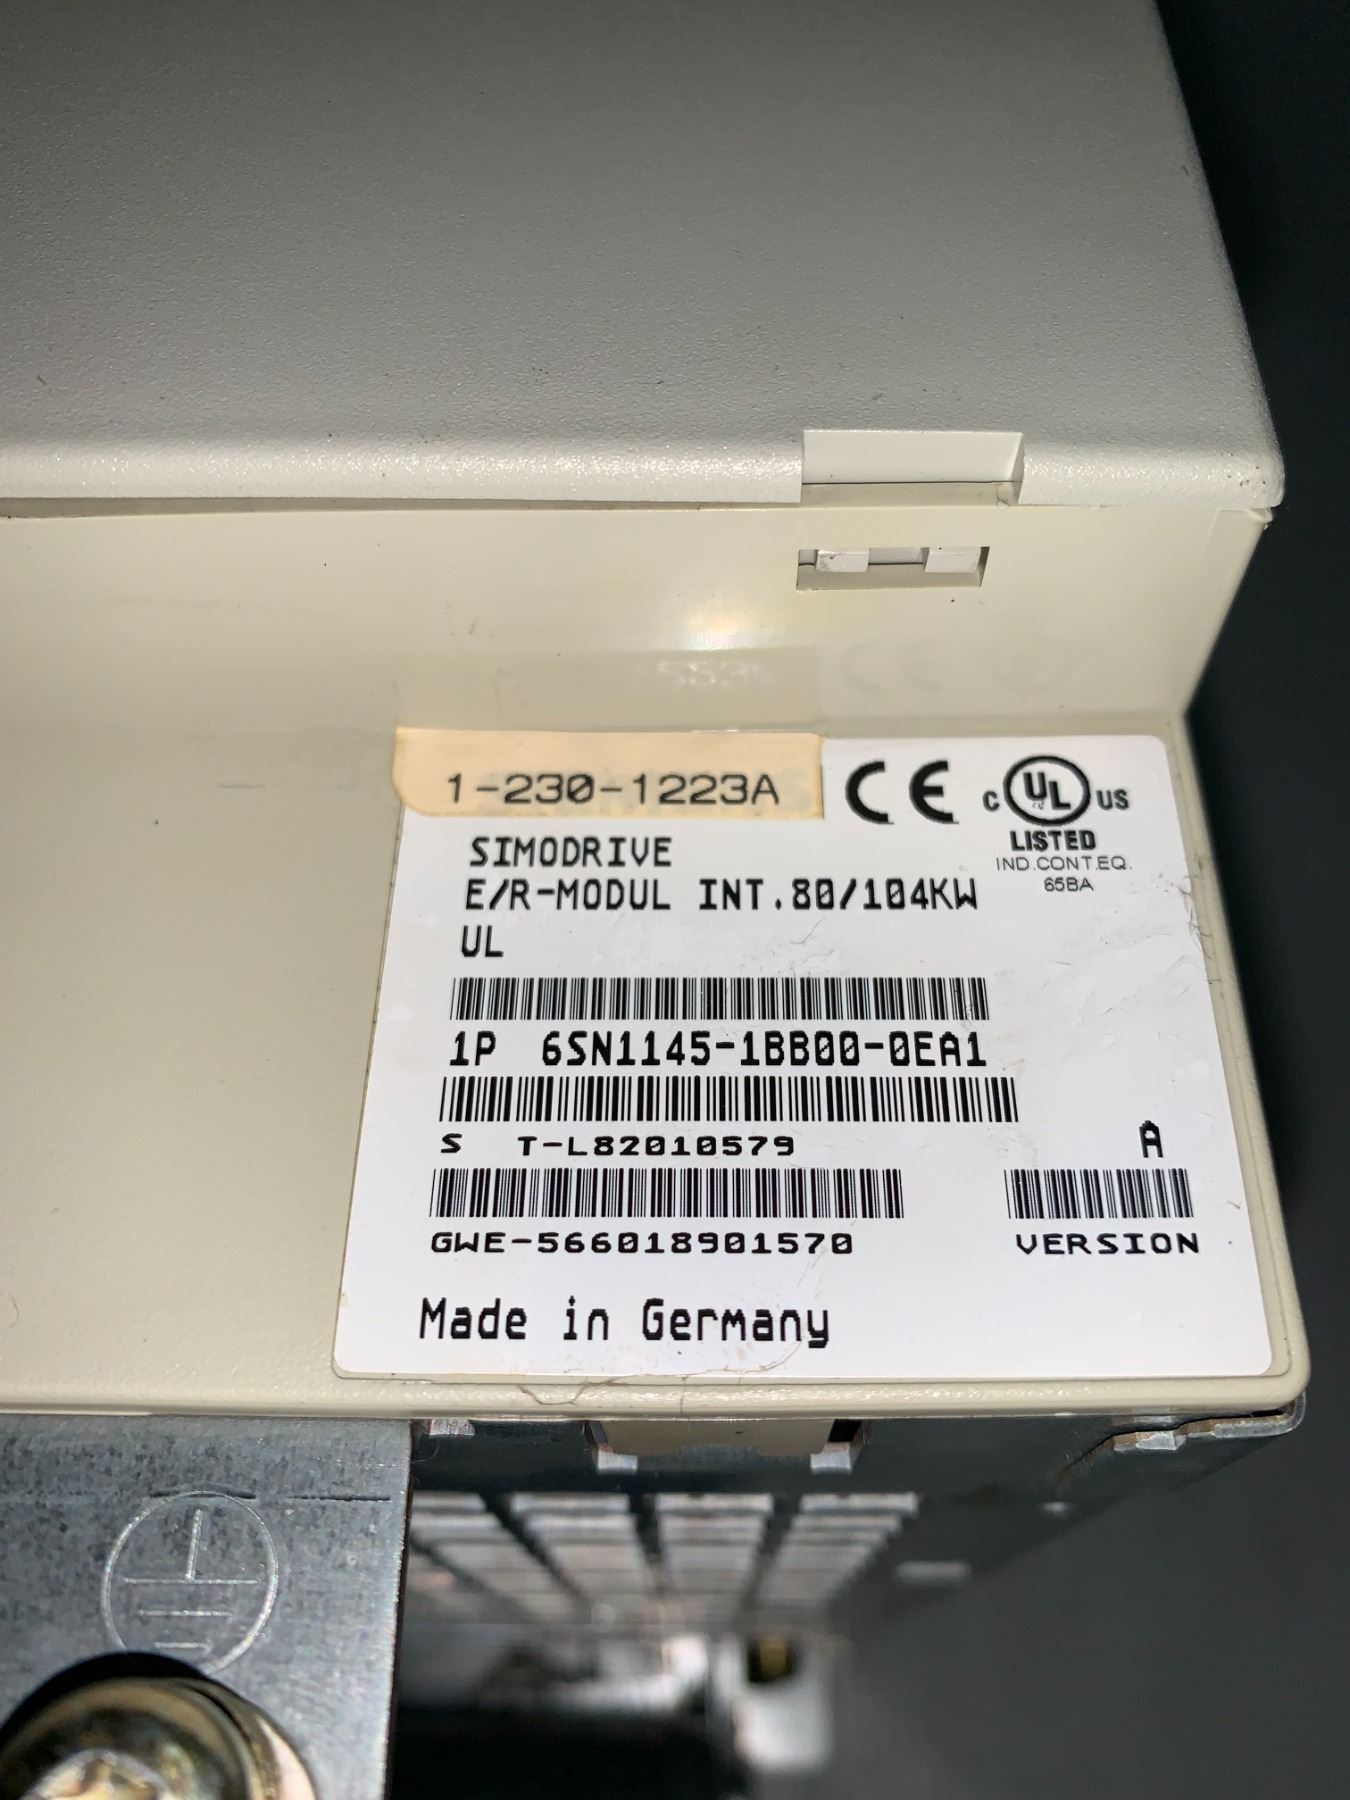 1-230-1223A
CE
C UL US
LISTED
IND.CONT.EQ.
65BA
SIMODRIVE
E/R-MODUL INT.80/104KW
UL
1P 6SN1145-1BB00-0EA1
S T-L82010579
A
GWE-566018901570
VERSION
Made in Germany